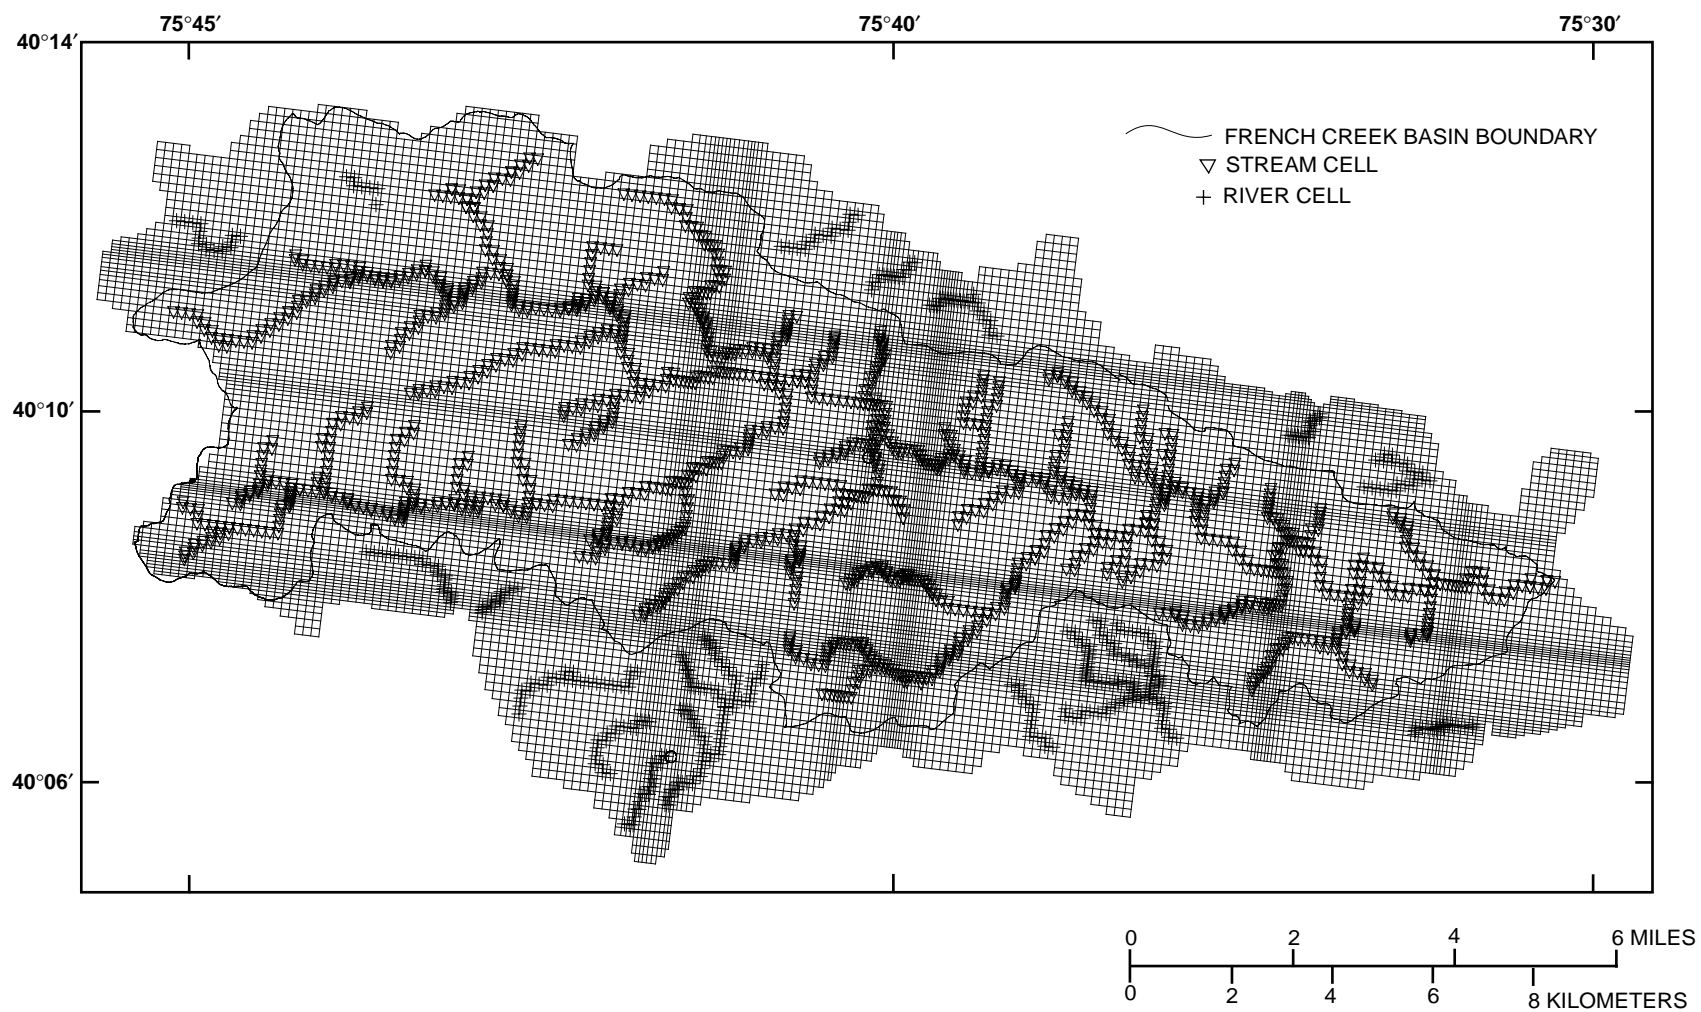 75°45′ 75°40′ 75°30′
40°14′
FRENCH CREEK BASIN BOUNDARY
STREAM CELL
RIVER CELL
40°10′
40°06′
0 2 4 6 MILES
0 2 4 6 8 KILOMETERS